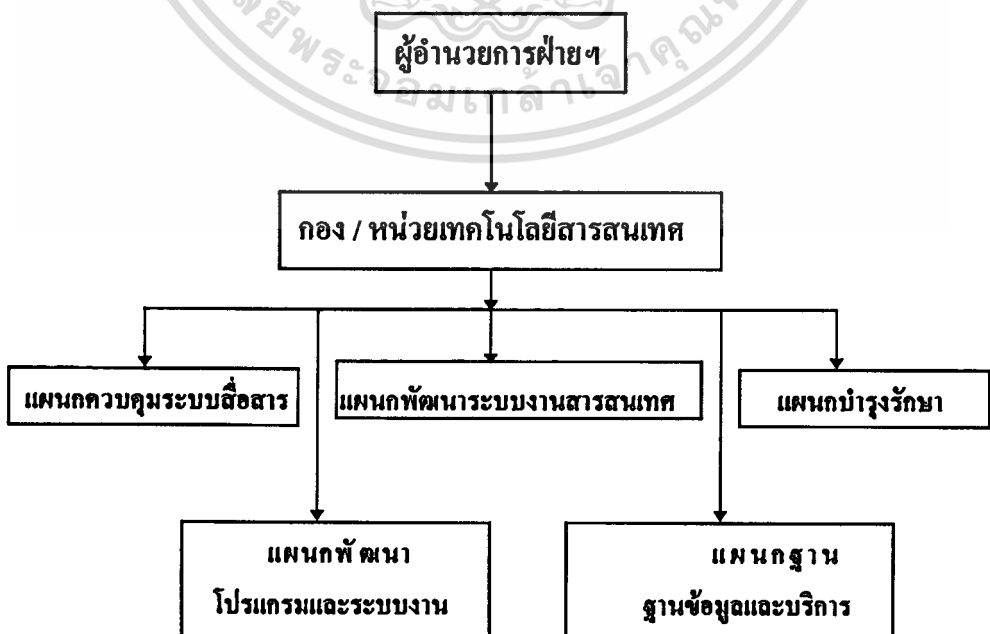 ผู้อำนวยการฝ่ายฯ
กอง / หน่วยเทคโนโลยีสารสนเทศ
แผนกควบคุมระบบสื่อสาร
แผนกพัฒนาระบบงานสารสนเทศ
แผนกบำรุงรักษา
แผนกพัฒนา
โปรแกรมและระบบงาน
แผนกฐาน
ฐานข้อมูลและบริการ